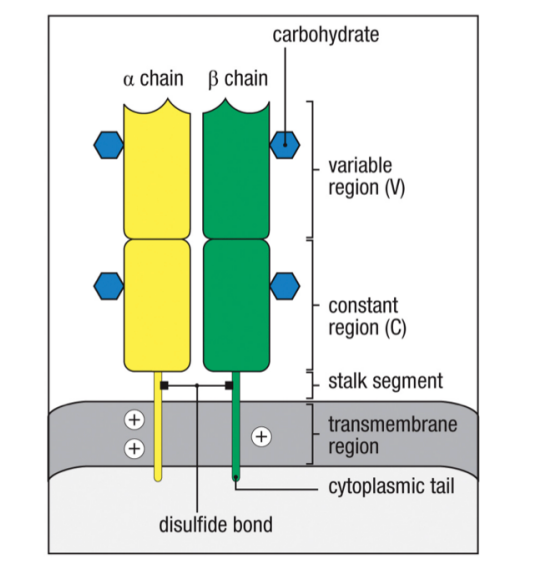 carbohydrate
α chain
β chain
variable
region (V)
constant
region (C)
stalk segment
+
+
+
transmembrane
region
cytoplasmic tail
disulfide bond